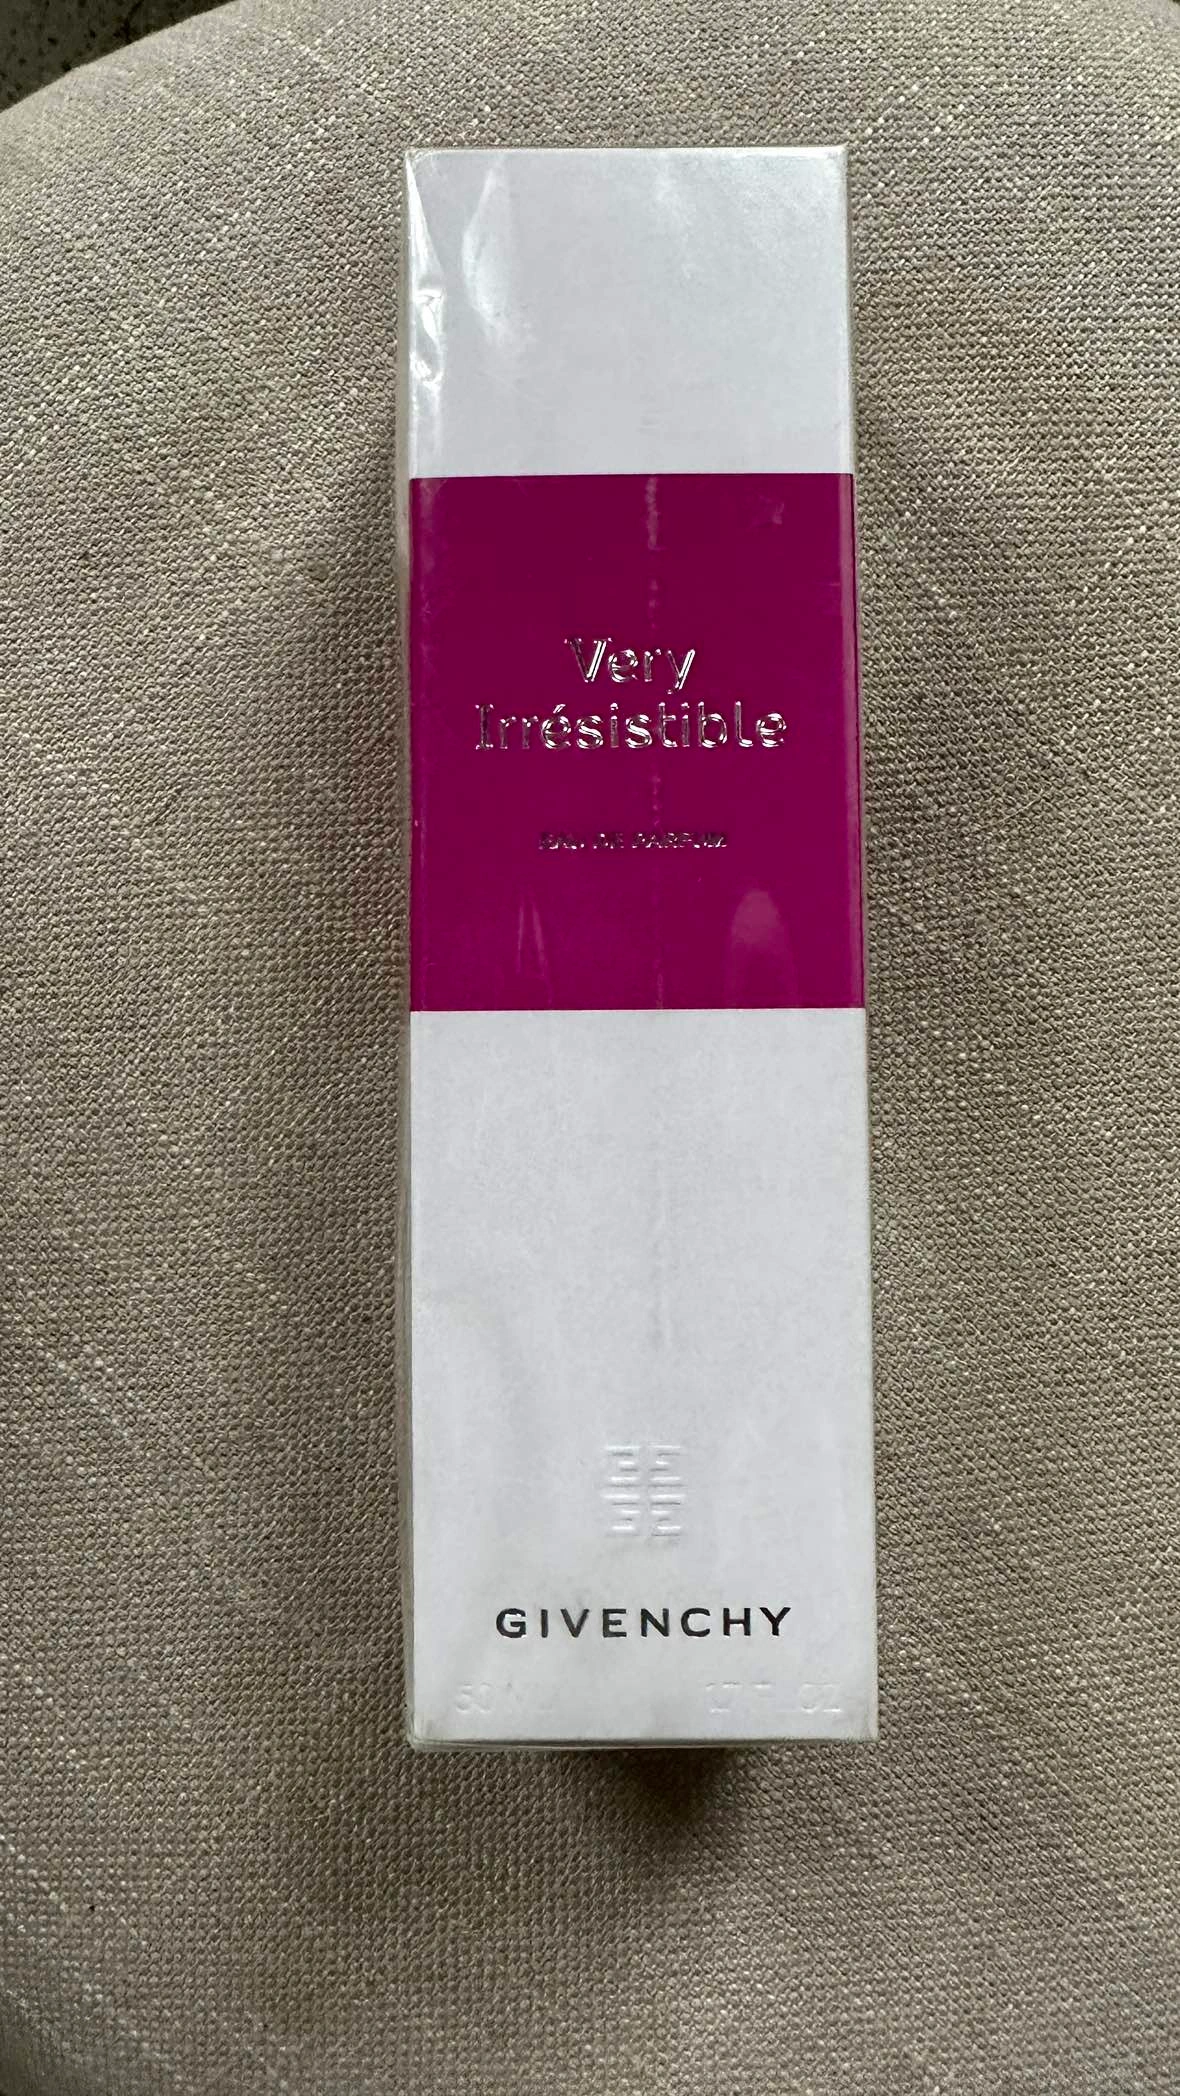 Very
Irrésistible
EAU DE PARFUM
GIVENCHY
50 ML 1.7 FL. OZ